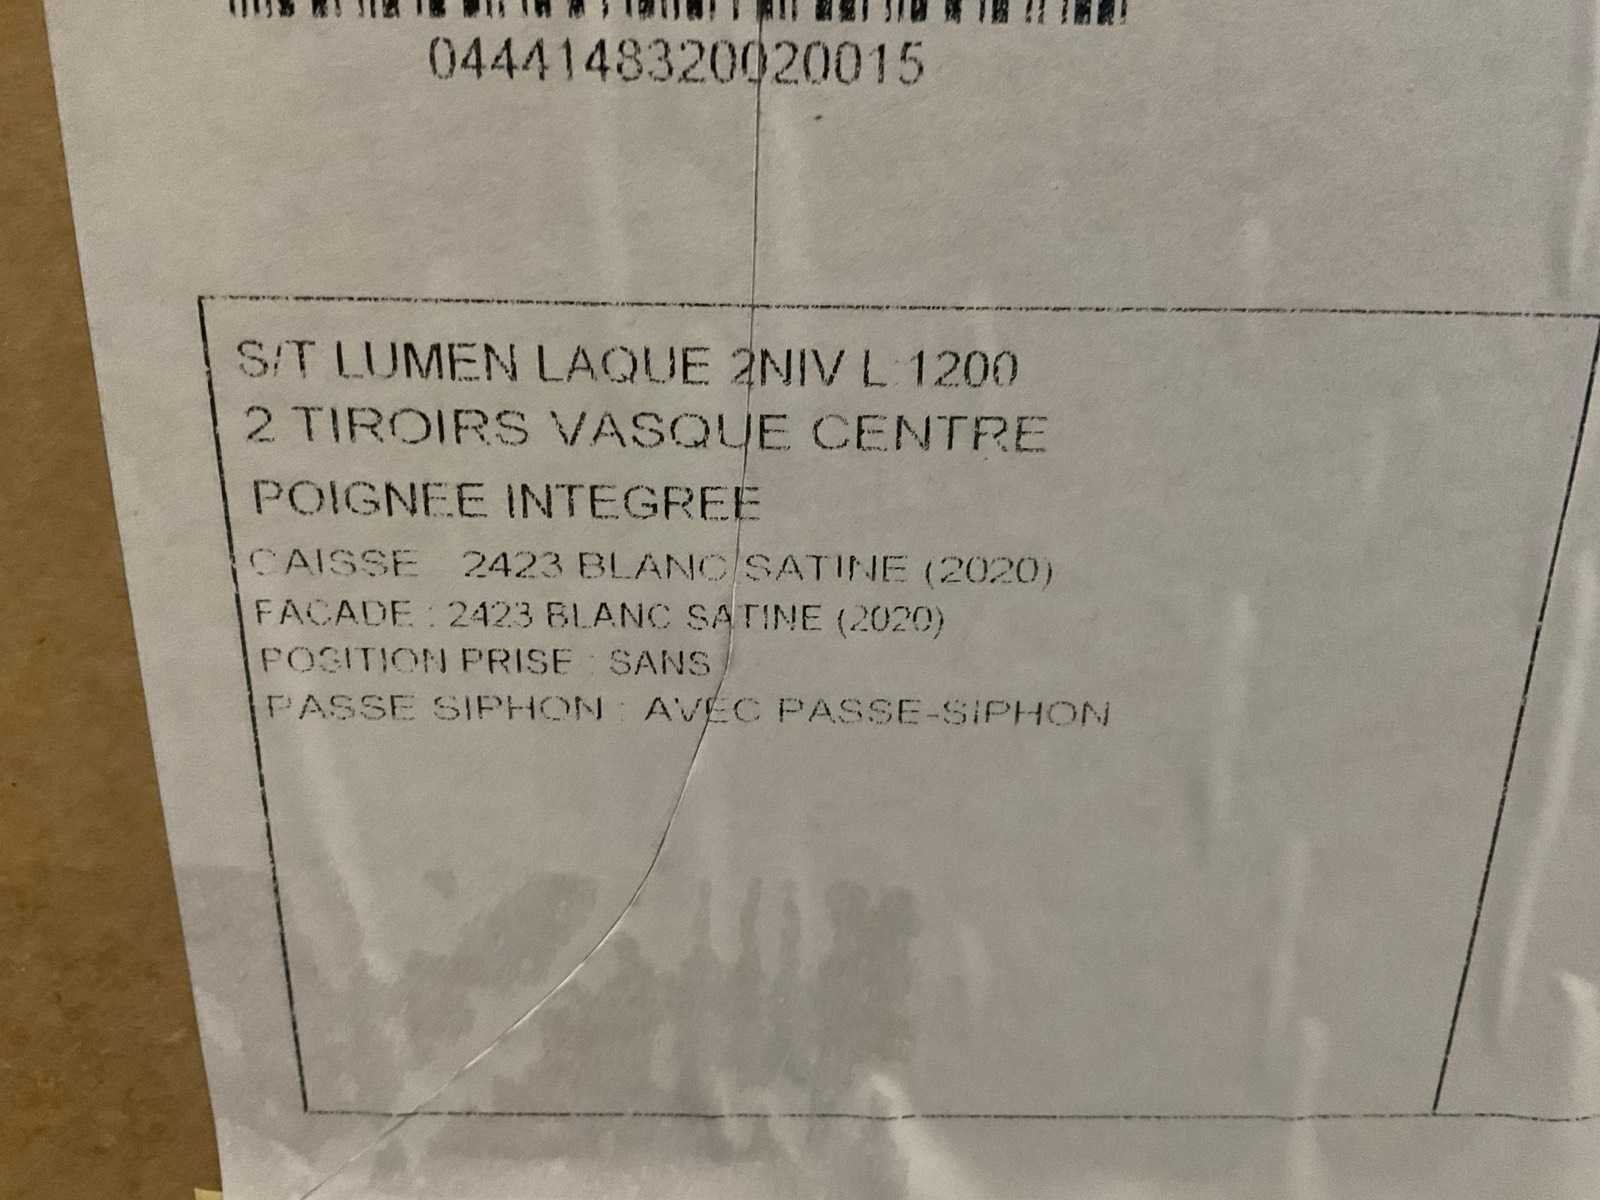 0444148320020015
S/T LUMEN LAQUE 2NIV L 1200
2 TIROIRS VASQUE CENTRE
POIGNEE INTEGREE
CAISSE : 2423 BLANC SATINE (2020)
FACADE : 2423 BLANC SATINE (2020)
POSITION PRISE : SANS
PASSE SIPHON : AVEC PASSE-SIPHON